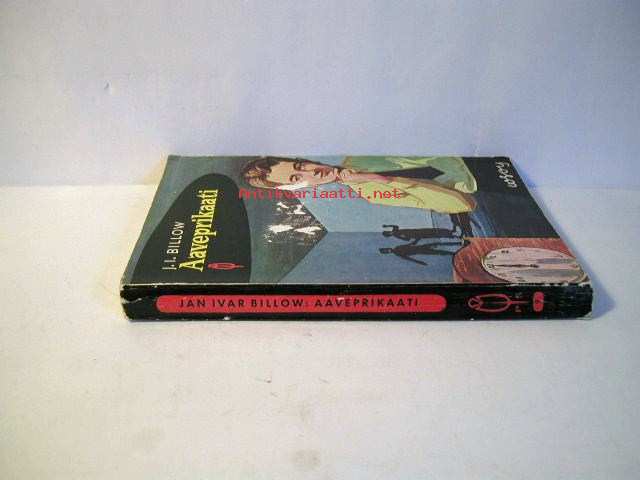 J. I. BILLOW
Aaveprikaati
Antikvariaatti.net
JAN IVAR BILLOW: AAVEPRIKAATI